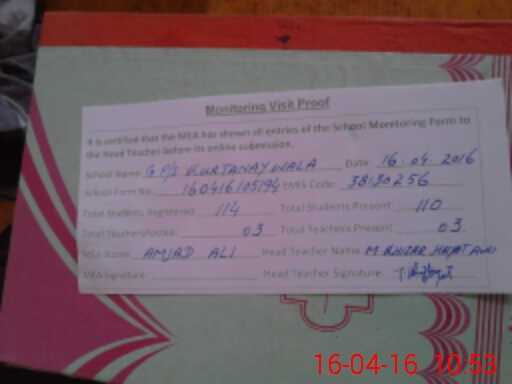 Monitoring Visit Proof
It is certified that the MEA has shown all entries of the School Monitoring Form to
the Head Teacher before its online submission.
School Name: G P/S KURTANAY WALA Date: 16.04.2016
School Form No: 160416105194 EMIS Code: 38130256
Total Students Registered: 114 Total Students Present: 110
Total Teachers Posted: 03 Total Teachers Present: 03
MEA Name: AMJAD ALI Head Teacher Name: M KHIZAR HAYAT
MEA Signature: Head Teacher Signature:
16-04-16 10:53